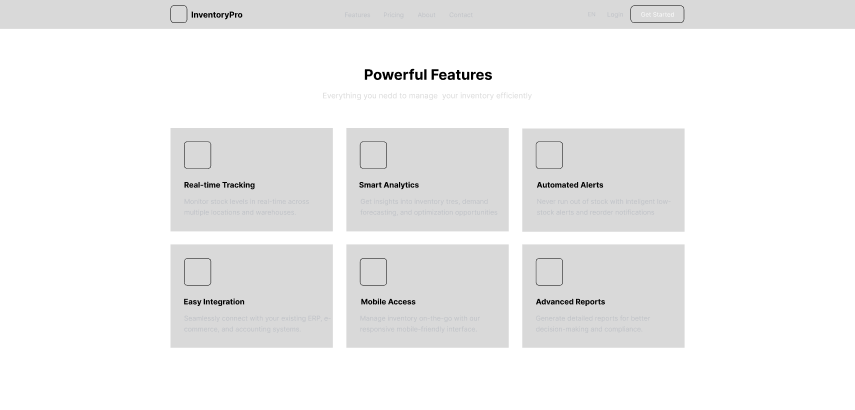 InventoryPro
Features Pricing About Contact
Login
Get Started
Powerful Features
Everything you nedd to manage your inventory efficiently
Real-time Tracking
Monitor stock levels in real-time across
multiple locations and warehouses.
Smart Analytics
Get insights into inventory
forecasting, and optimization opportunities.
Automated Alerts
Never run out of stock with intelligent low-
stock alerts and reorder notifications
Easy Integration
Seamlessly connect with your existing ERP, e-
commerce, and accounting systems.
Mobile Access
Manage inventory on-the-go with our
responsive mobile-friendly interface.
Advanced Reports
Generate detailed reports for better
decision-making and compliance.